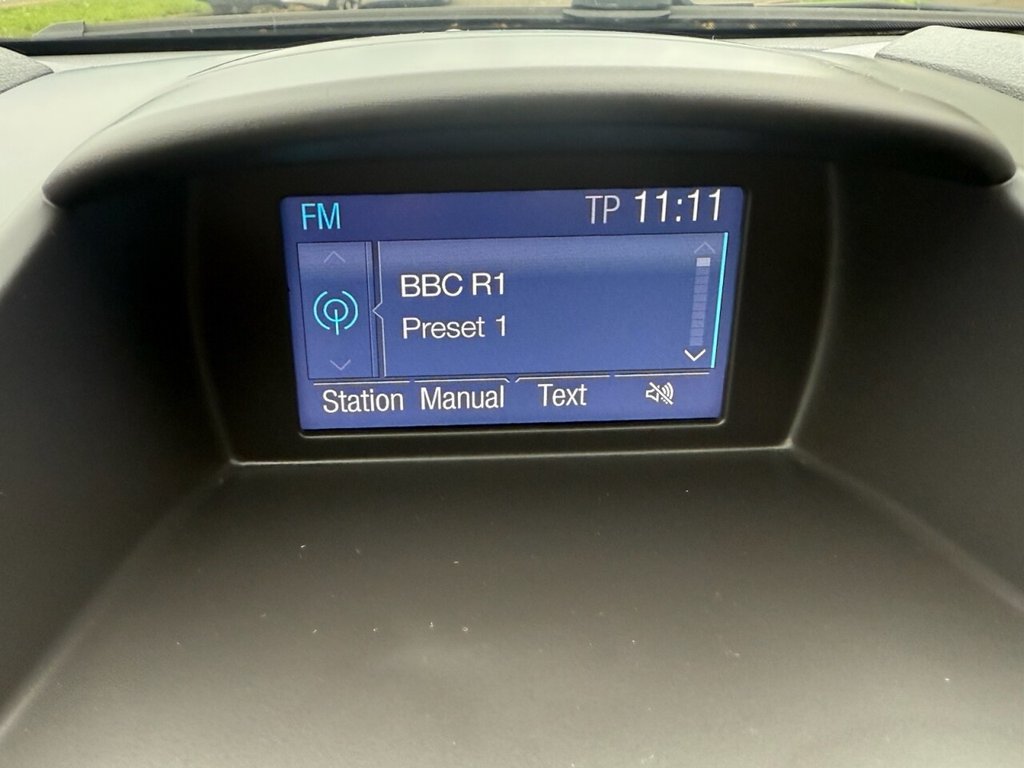 FM TP 11:11
BBC R1
Preset 1
Station Manual Text